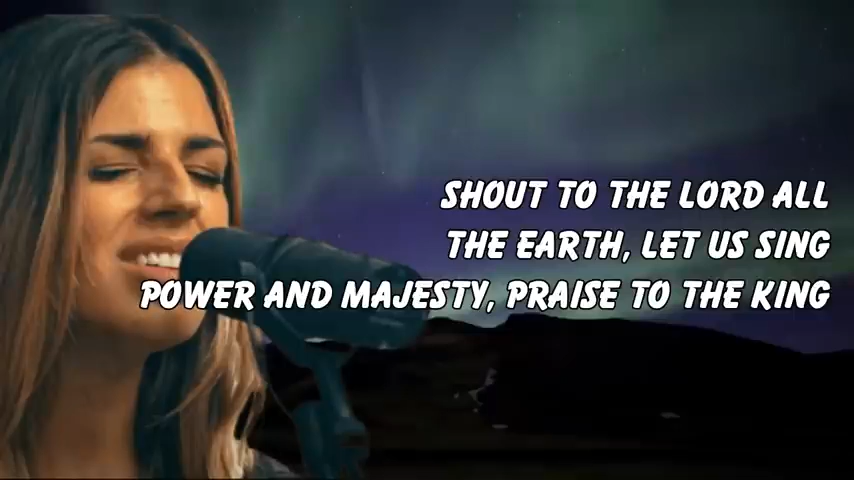 SHOUT TO THE LORD ALL
THE EARTH, LET US SING
POWER AND MAJESTY, PRAISE TO THE KING